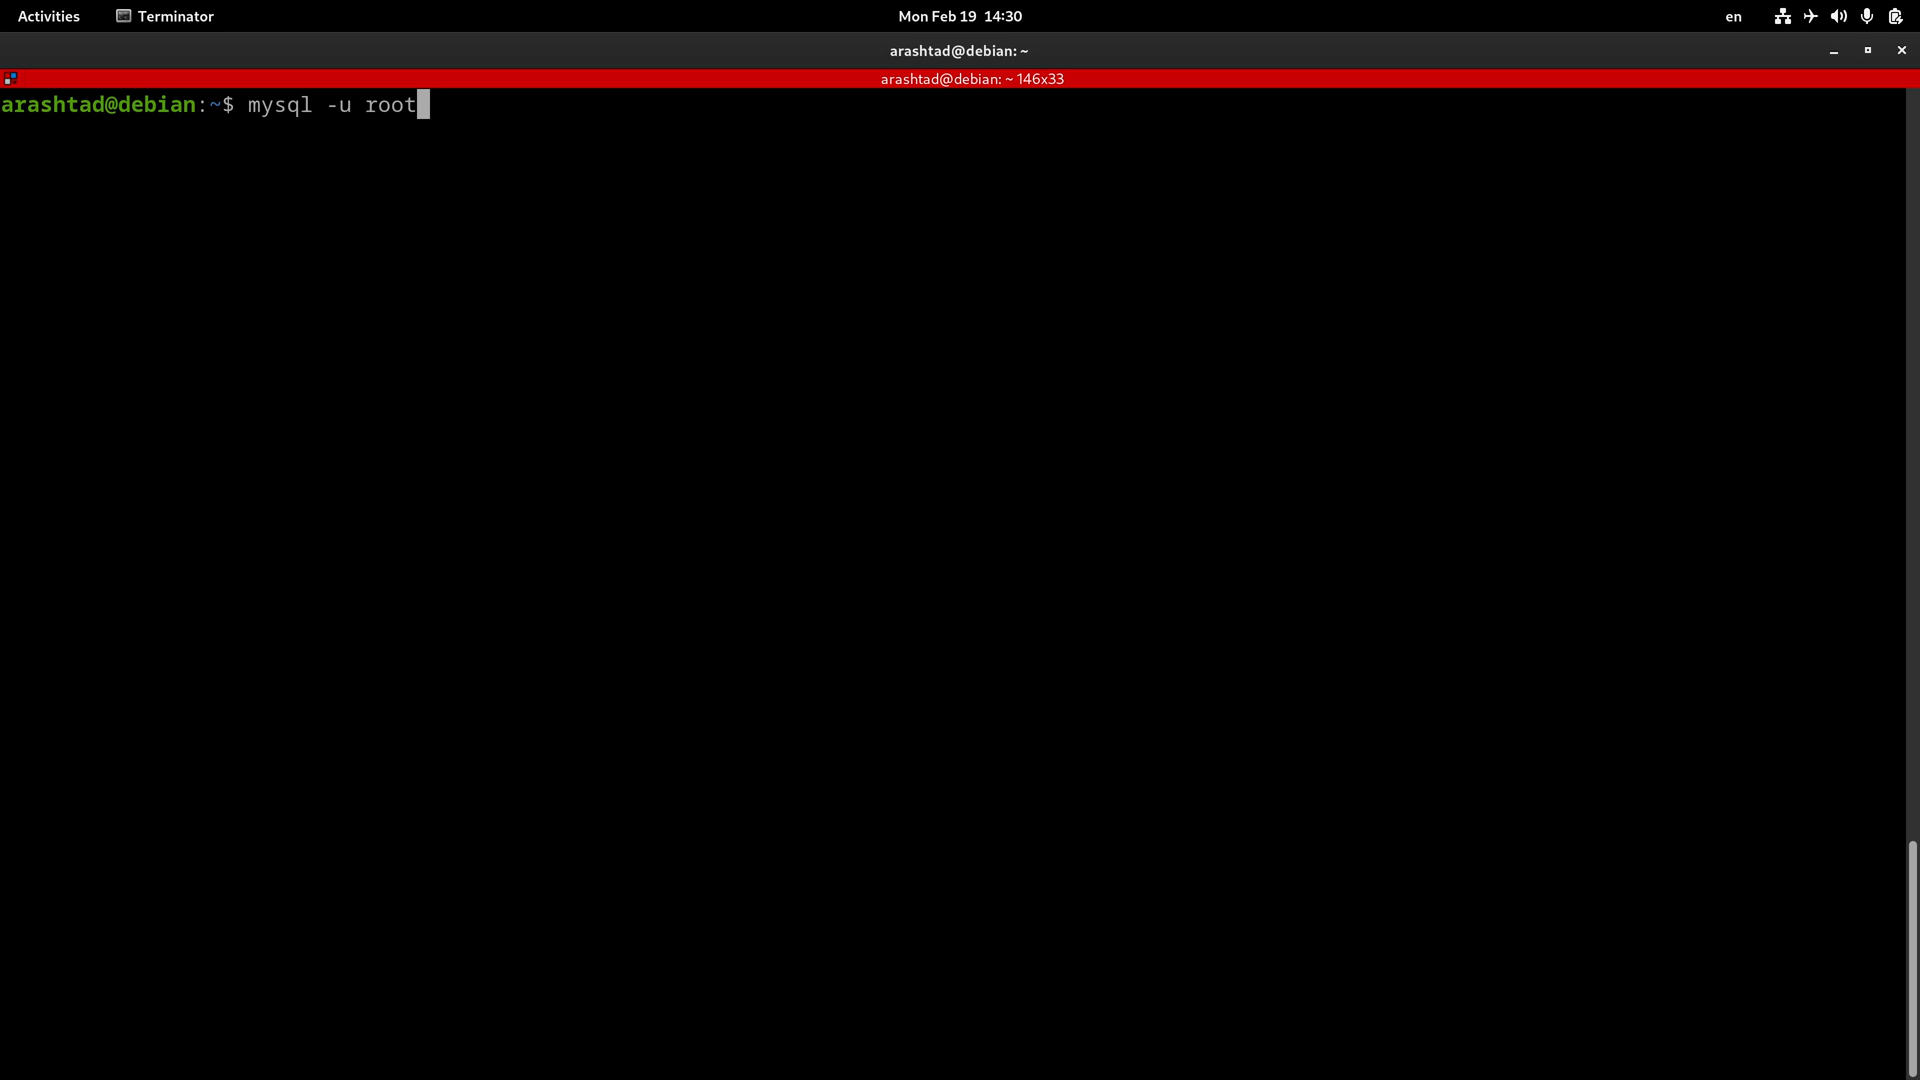 Activities Terminator Mon Feb 19 14:30 en
arashtad@debian: ~
arashtad@debian: ~ 146x33
arashtad@debian:~$ mysql -u root